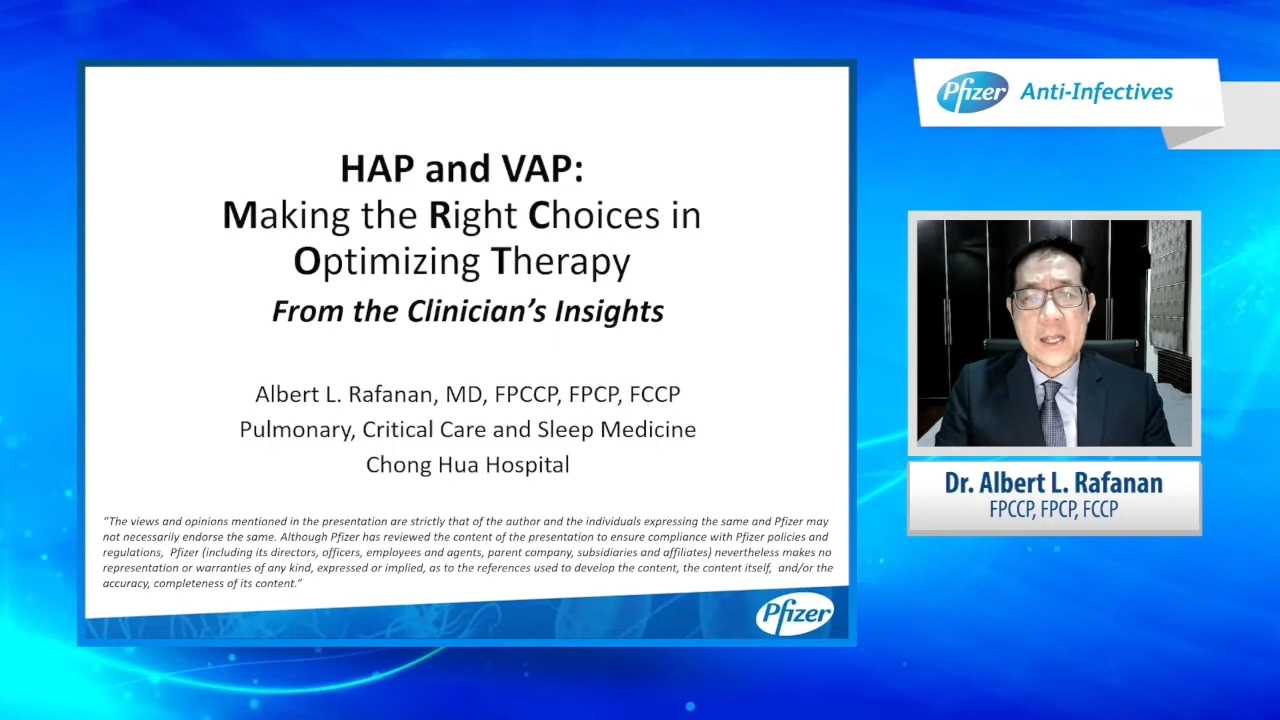 HAP and VAP:
Making the Right Choices in
Optimizing Therapy
From the Clinician's Insights
Albert L. Rafanan, MD, FPCCP, FPCP, FCCP
Pulmonary, Critical Care and Sleep Medicine
Chong Hua Hospital
"The views and opinions mentioned in the presentation are strictly that of the author and the individuals expressing the same and Pfizer may
not necessarily endorse the same. Although Pfizer has reviewed the content of the presentation to ensure compliance with Pfizer policies and
regulations, Pfizer (including its directors, officers, employees and agents, parent company, subsidiaries and affiliates) nevertheless makes no
representation or warranties of any kind, expressed or implied, as to the references used to develop the content, the content itself, and/or the
accuracy, completeness of its content."
Pfizer
Pfizer Anti-Infectives
Dr. Albert L. Rafanan
FPCCP, FPCP, FCCP